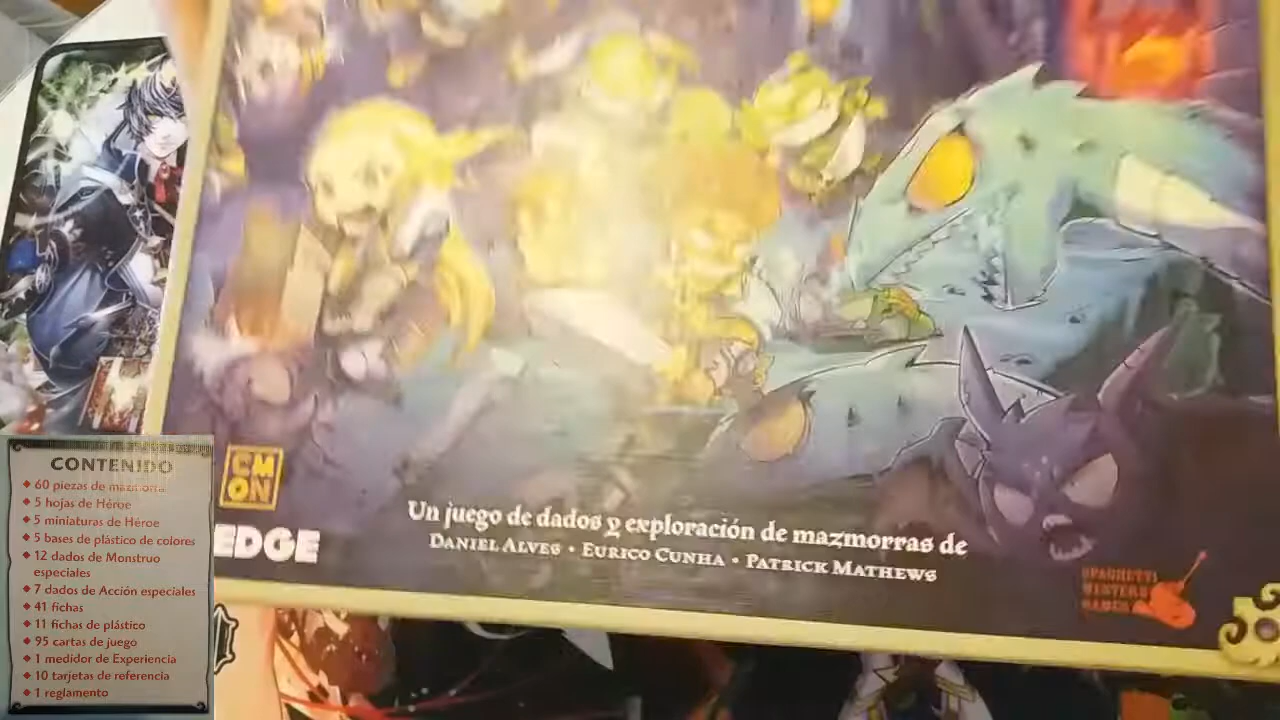 CM
ON
EDGE
Un juego de dados y exploración de mazmorras de
DANIEL ALVES • EURICO CUNHA • PATRICK MATHEWS
SPAGHETTI
WESTERN
GAMES
CONTENIDO
60 piezas de mazmorra
5 hojas de Héroe
5 miniaturas de Héroe
5 bases de plástico de colores
12 dados de Monstruo
especiales
7 dados de Acción especiales
41 fichas
11 fichas de plástico
95 cartas de juego
1 medidor de Experiencia
10 tarjetas de referencia
1 reglamento